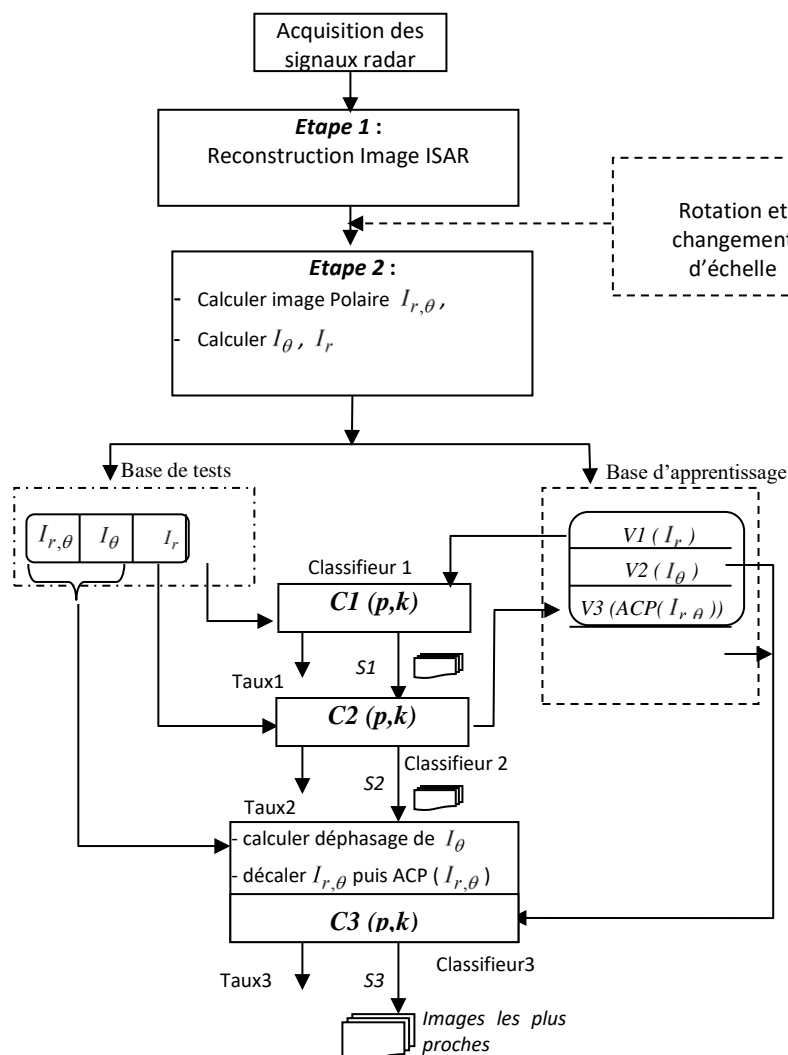 Acquisition des
signaux radar
Etape 1 :
Reconstruction Image ISAR
Rotation et
changement
d'échelle
Etape 2 :
- Calculer image Polaire I_{r,θ},
- Calculer I_θ, I_r
Base de tests
Base d'apprentissage
I_{r,θ} I_θ I_r
V1 ( I_r )
V2 ( I_θ )
V3 (ACP( I_{r,θ} ))
Classifieur 1
C1 (p,k)
Taux1
S1
C2 (p,k)
Classifieur 2
Taux2
S2
- calculer déphasage de I_θ
- décaler I_{r,θ} puis ACP ( I_{r,θ} )
C3 (p,k)
Classifieur3
Taux3
S3
Images les plus
proches